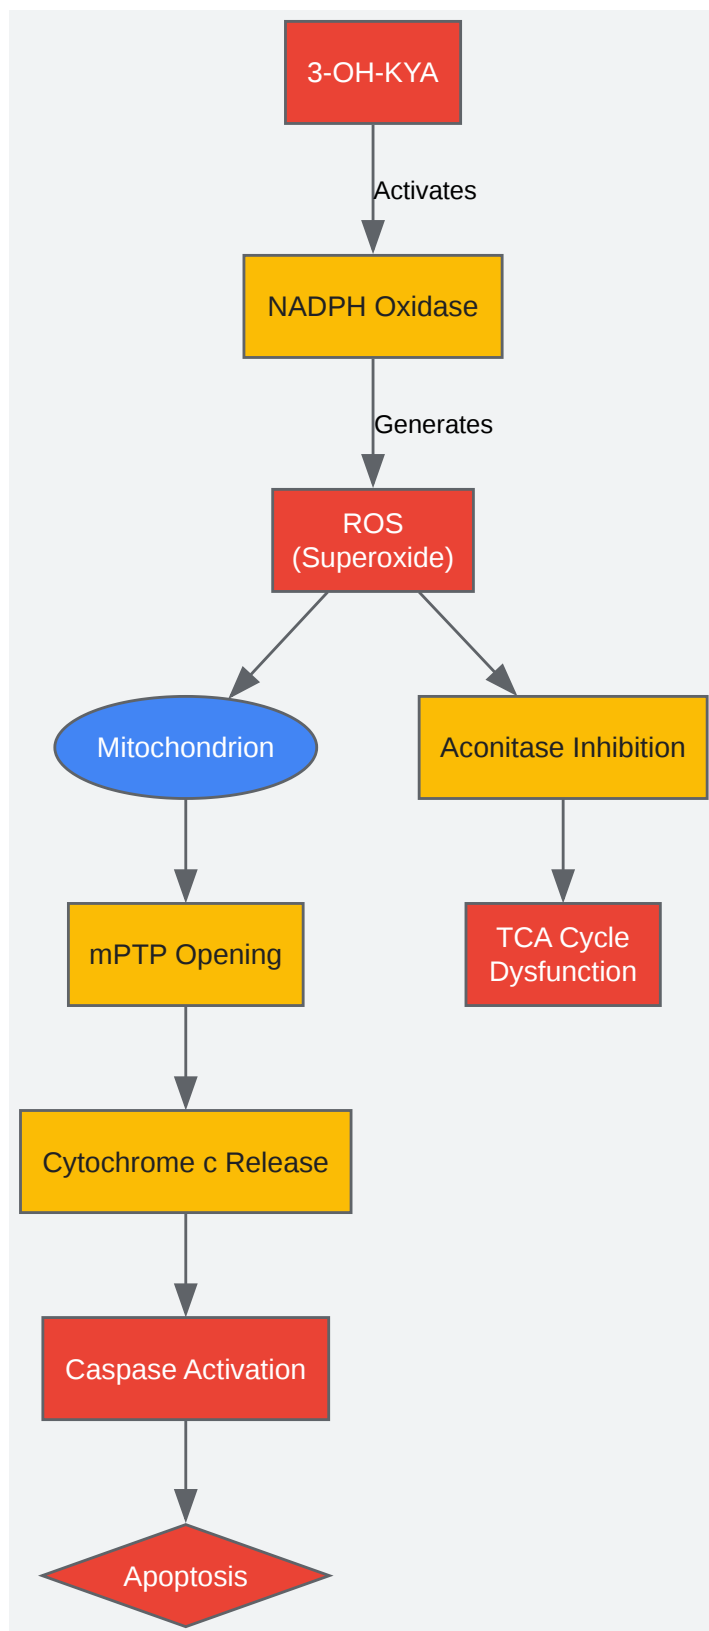 3-OH-KYA
Activates
NADPH Oxidase
Generates
ROS
(Superoxide)
Mitochondrion
Aconitase Inhibition
mPTP Opening
TCA Cycle
Dysfunction
Cytochrome c Release
Caspase Activation
Apoptosis